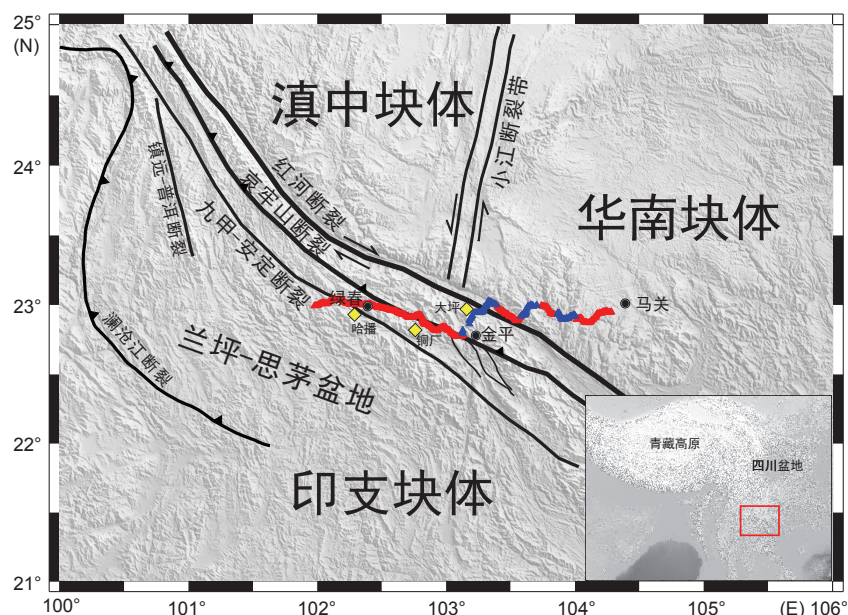 25°
(N)
滇中块体
小江断裂带
24°
镇远-普洱断裂
红河断裂
哀牢山断裂
华南块体
九甲-安定断裂
23°
绿春
大坪
马关
哈播
铜厂
金平
澜沧江断裂
兰坪-思茅盆地
22°
青藏高原
四川盆地
印支块体
21°
100°
101°
102°
103°
104°
105°
(E) 106°